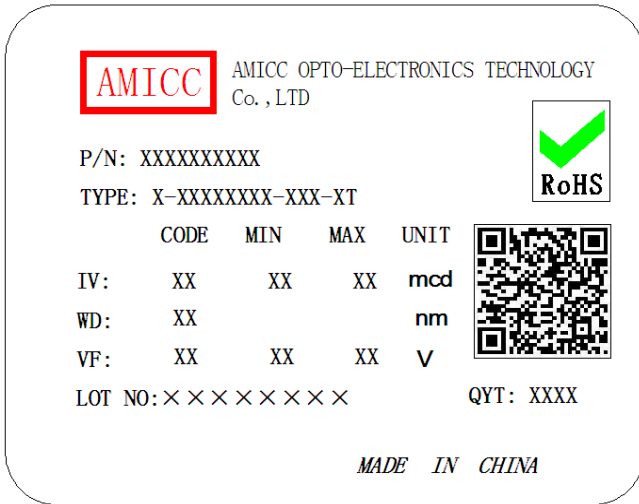 AMICC
AMICC OPTO-ELECTRONICS TECHNOLOGY
Co.,LTD
RoHS
P/N: XXXXXXXXXX
TYPE: X-XXXXXXXX-XXX-XT
CODE MIN MAX UNIT
IV: XX XX XX mcd
WD: XX nm
VF: XX XX XX V
LOT NO:××××××××
QYT: XXXX
MADE IN CHINA